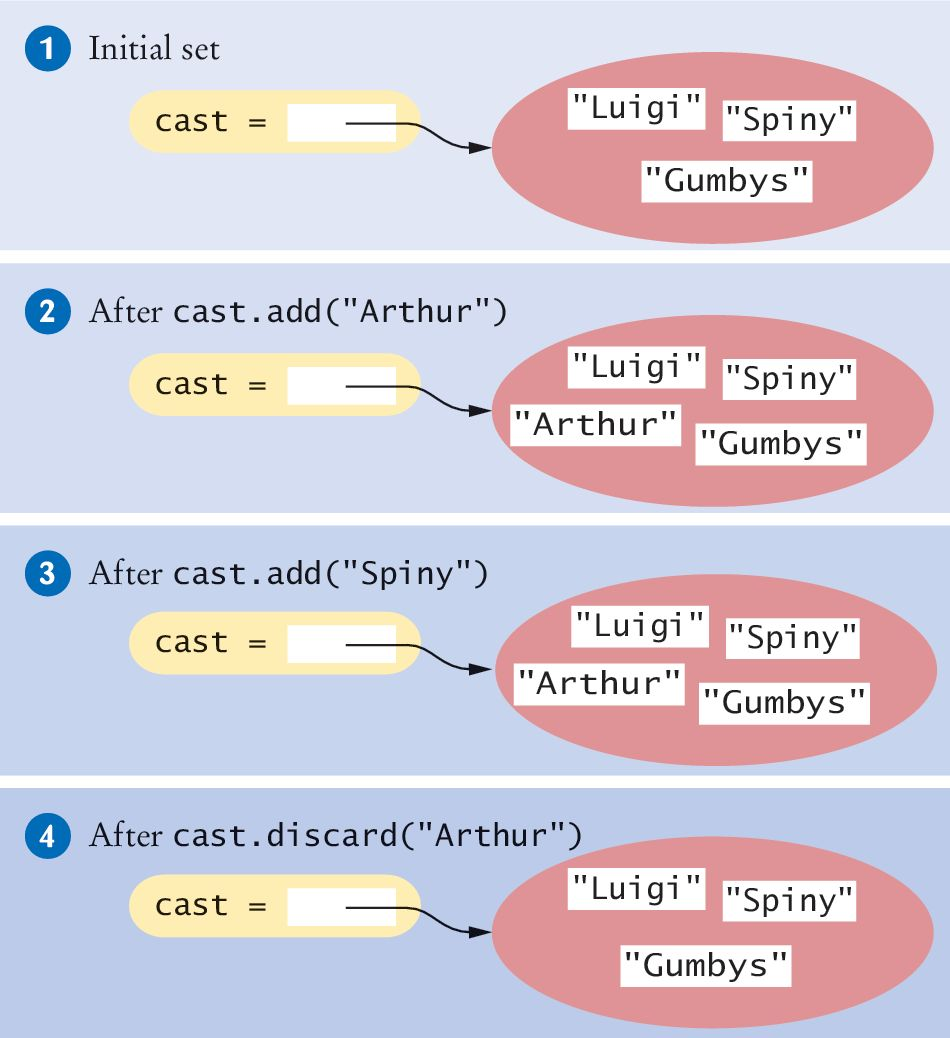 1 Initial set
cast =
"Luigi" "Spiny"
"Gumbys"
2 After cast.add("Arthur")
cast =
"Luigi" "Spiny"
"Arthur" "Gumbys"
3 After cast.add("Spiny")
cast =
"Luigi" "Spiny"
"Arthur" "Gumbys"
4 After cast.discard("Arthur")
cast =
"Luigi" "Spiny"
"Gumbys"